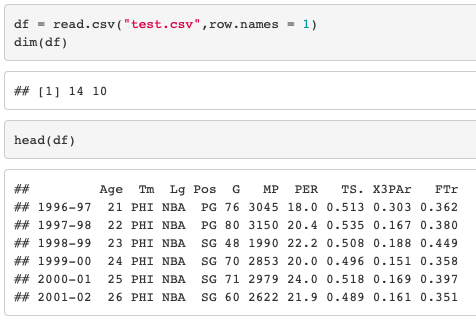 df = read.csv("test.csv",row.names = 1)
dim(df)
## [1] 14 10
head(df)
##         Age  Tm  Lg Pos  G   MP  PER   TS. X3PAr   FTr
## 1996-97  21 PHI NBA  PG 76 3045 18.0 0.513 0.303 0.362
## 1997-98  22 PHI NBA  PG 80 3150 20.4 0.535 0.167 0.380
## 1998-99  23 PHI NBA  SG 48 1990 22.2 0.508 0.188 0.449
## 1999-00  24 PHI NBA  SG 70 2853 20.0 0.496 0.151 0.358
## 2000-01  25 PHI NBA  SG 71 2979 24.0 0.518 0.169 0.397
## 2001-02  26 PHI NBA  SG 60 2622 21.9 0.489 0.161 0.351